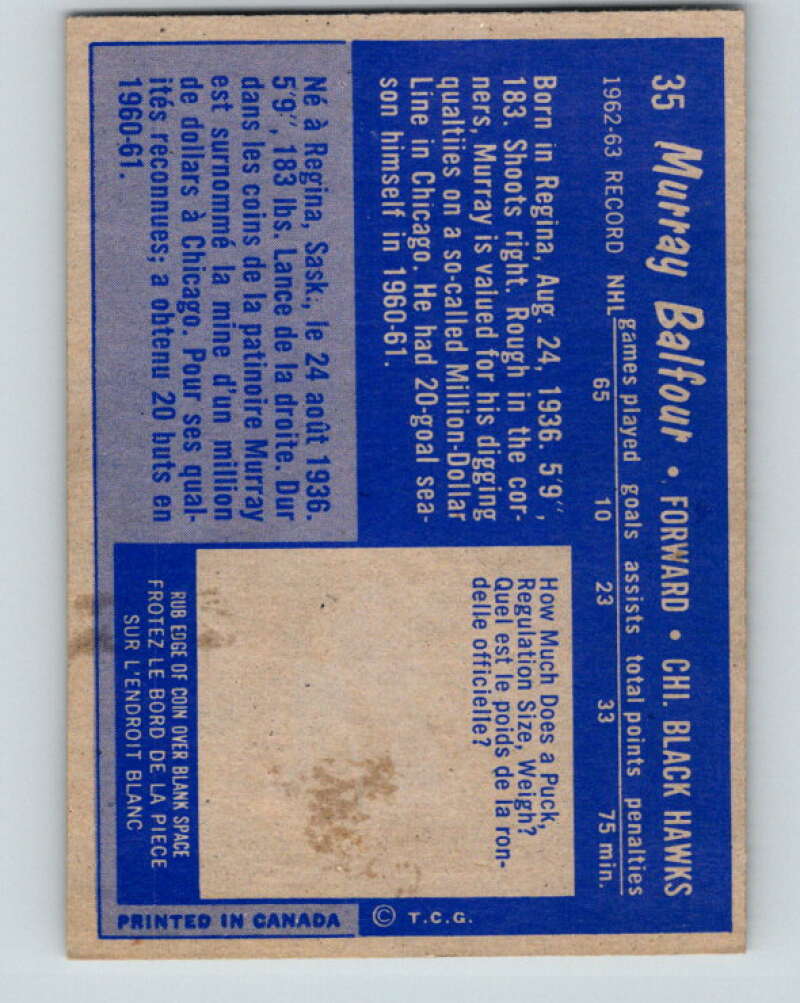 35 Murray Balfour • FORWARD • CHI. BLACK HAWKS
games played goals assists total points penalties
1962-63 RECORD NHL 65 10 23 33 75 min.
Born in Regina, Aug. 24, 1936. 5'9",
183. Shoots right. Rough in the cor-
ners, Murray is valued for his digging
qualtiies on a so-called Million-Dollar
Line in Chicago. He had 20-goal sea-
son himself in 1960-61.
Né à Regina, Sask., le 24 août 1936.
5'9", 183 lbs. Lance de la droite. Dur
dans les coins de la patinoire Murray
est surnommé la mine d'un million
de dollars à Chicago. Pour ses qual-
ités réconnues; a obtenu 20 buts en
1960-61.
How Much Does a Puck,
Regulation Size, Weigh?
Quel est le poids de la ron-
delle officielle?
RUB EDGE OF COIN OVER BLANK SPACE
FROTEZ LE BORD DE LA PIECE
SUR L'ENDROIT BLANC
© T.C.G.
PRINTED IN CANADA